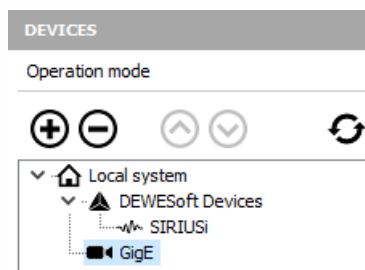 DEVICES
Operation mode
Local system
DEWESoft Devices
SIRIUSi
GigE